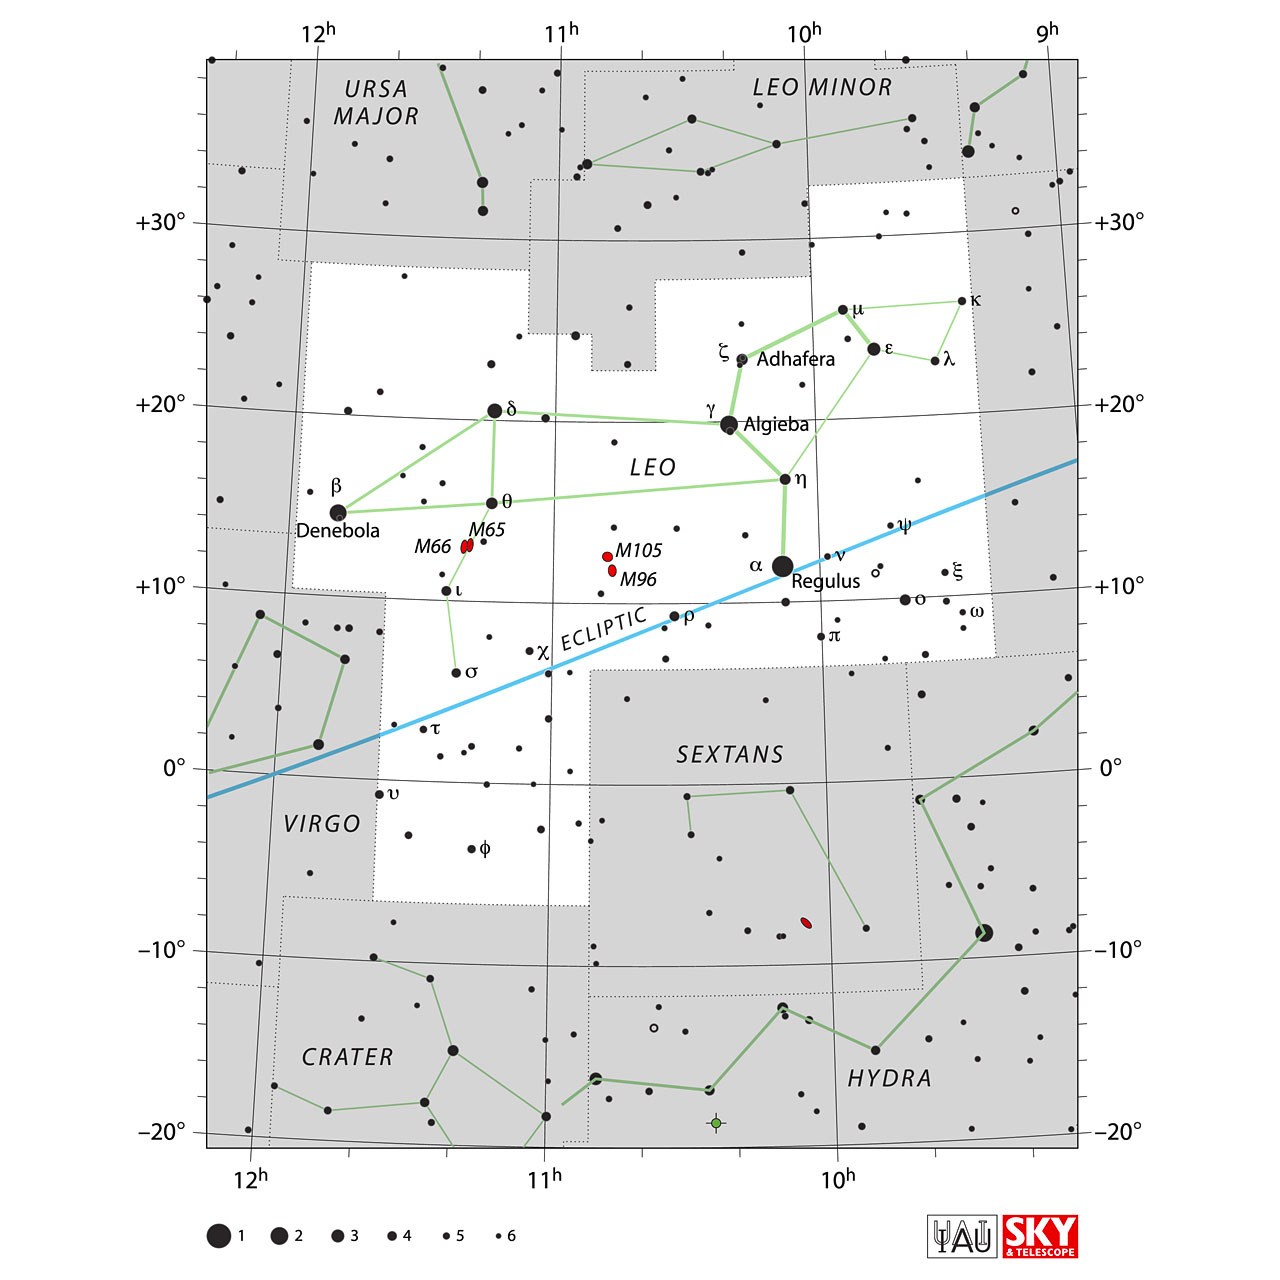 12h 11h 10h 9h
URSA
MAJOR
LEO MINOR
+30° +30°
κ
μ
ζ Adhafera ε λ
+20° +20°
δ γ Algieba
LEO
β η
θ
Denebola M65
M66 M105 ψ
α ν
M96 Regulus ξ
+10° +10°
ι ο
ω
ECLIPTIC ρ
π
χ
σ
τ
SEXTANS
0° 0°
υ
VIRGO
φ
−10° −10°
CRATER
HYDRA
−20° −20°
12h 11h 10h
1 2 3 4 5 6
IAU
SKY
& TELESCOPE